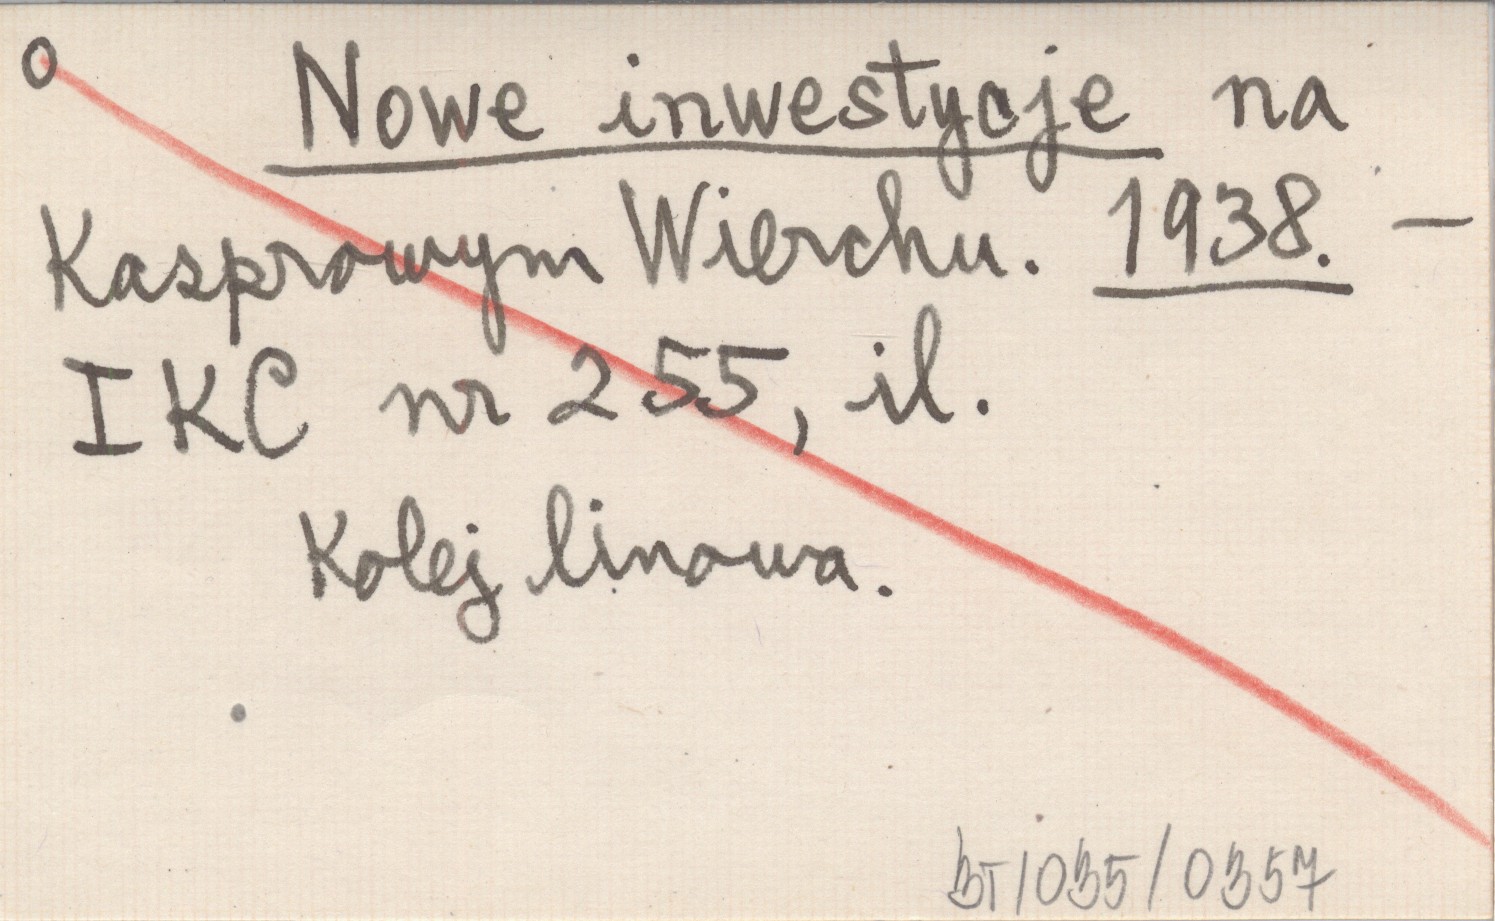 o Nowe inwestycje na
Kasprowym Wierchu. 1938. —
IKC nr 255, il.
Kolej linowa.
BT/035/0357